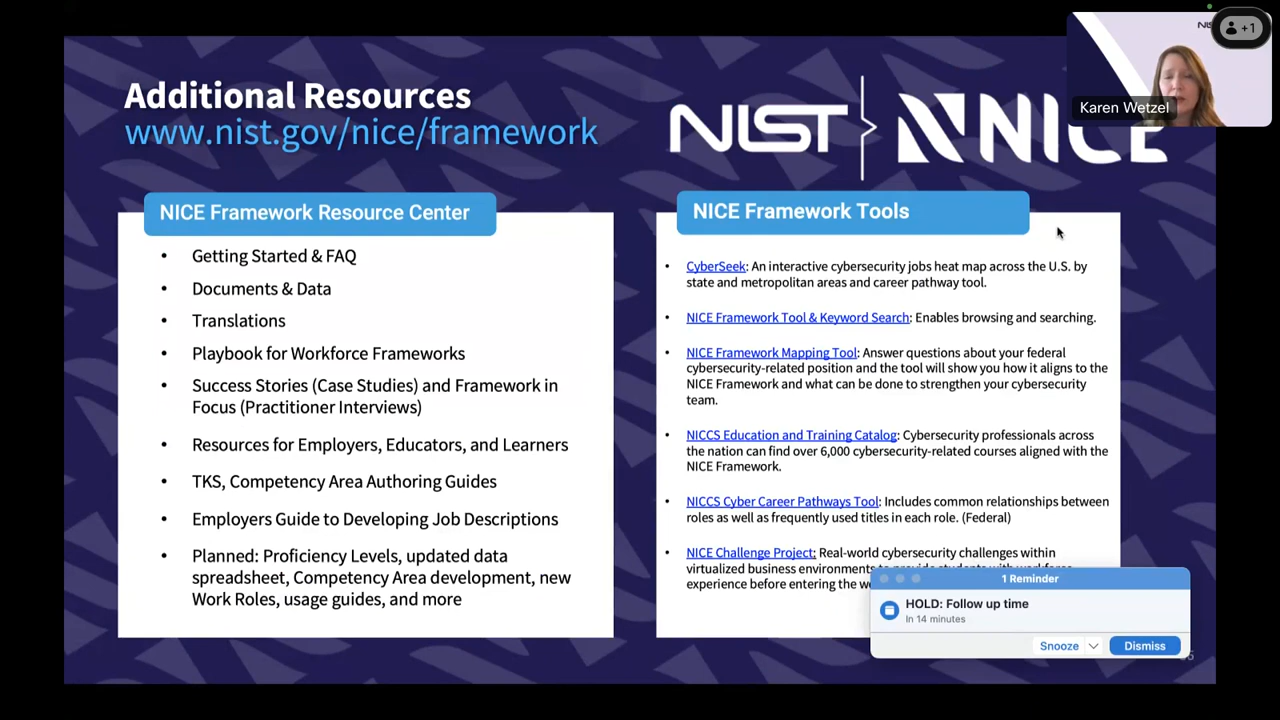 Additional Resources
www.nist.gov/nice/framework
NIST
NICE
NIS
+1
Karen Wetzel
NICE Framework Resource Center
• Getting Started & FAQ
• Documents & Data
• Translations
• Playbook for Workforce Frameworks
• Success Stories (Case Studies) and Framework in
Focus (Practitioner Interviews)
• Resources for Employers, Educators, and Learners
• TKS, Competency Area Authoring Guides
• Employers Guide to Developing Job Descriptions
• Planned: Proficiency Levels, updated data
spreadsheet, Competency Area development, new
Work Roles, usage guides, and more
NICE Framework Tools
• CyberSeek: An interactive cybersecurity jobs heat map across the U.S. by
state and metropolitan areas and career pathway tool.
• NICE Framework Tool & Keyword Search: Enables browsing and searching.
• NICE Framework Mapping Tool: Answer questions about your federal
cybersecurity-related position and the tool will show you how it aligns to the
NICE Framework and what can be done to strengthen your cybersecurity
team.
• NICCS Education and Training Catalog: Cybersecurity professionals across
the nation can find over 6,000 cybersecurity-related courses aligned with the
NICE Framework.
• NICCS Cyber Career Pathways Tool: Includes common relationships between
roles as well as frequently used titles in each role. (Federal)
• NICE Challenge Project: Real-world cybersecurity challenges within
virtualized business environments to provide students with workforce
experience before entering the
1 Reminder
HOLD: Follow up time
In 14 minutes
Snooze
Dismiss